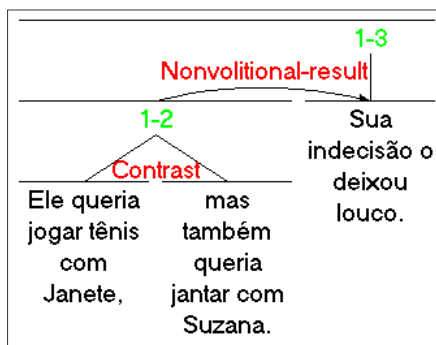 1-3
Nonvolitional-result
1-2
Contrast
Ele queria
jogar tênis
com
Janete,
mas
também
queria
jantar com
Suzana.
Sua
indecisão o
deixou
louco.